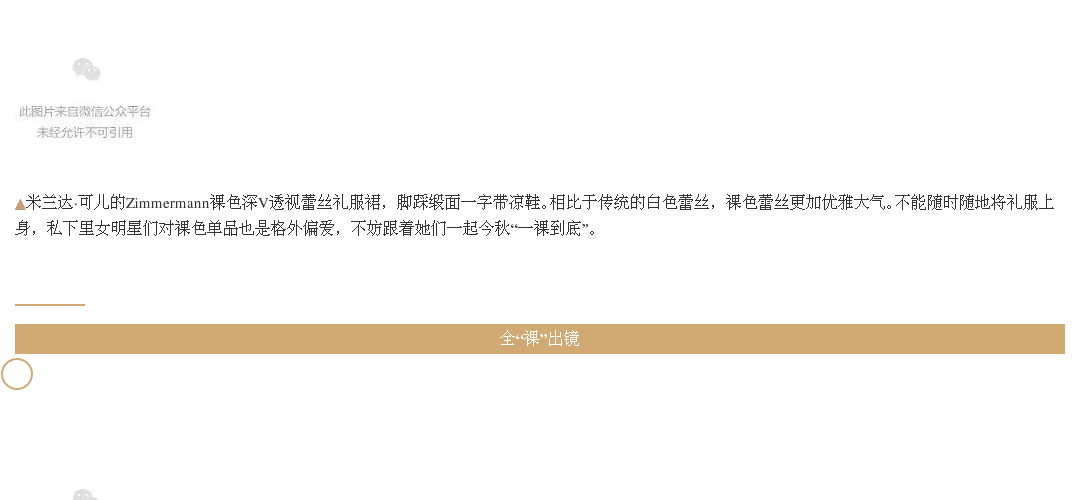 此图片来自微信公众平台
未经允许不可引用
▲米兰达·可儿的Zimmermann裸色深V透视蕾丝礼服裙，脚踩缎面一字带凉鞋。相比于传统的白色蕾丝，裸色蕾丝更加优雅大气。不能随时随地将礼服上
身，私下里女明星们对裸色单品也是格外偏爱，不妨跟着她们一起今秋“一裸到底”。
全“裸”出镜